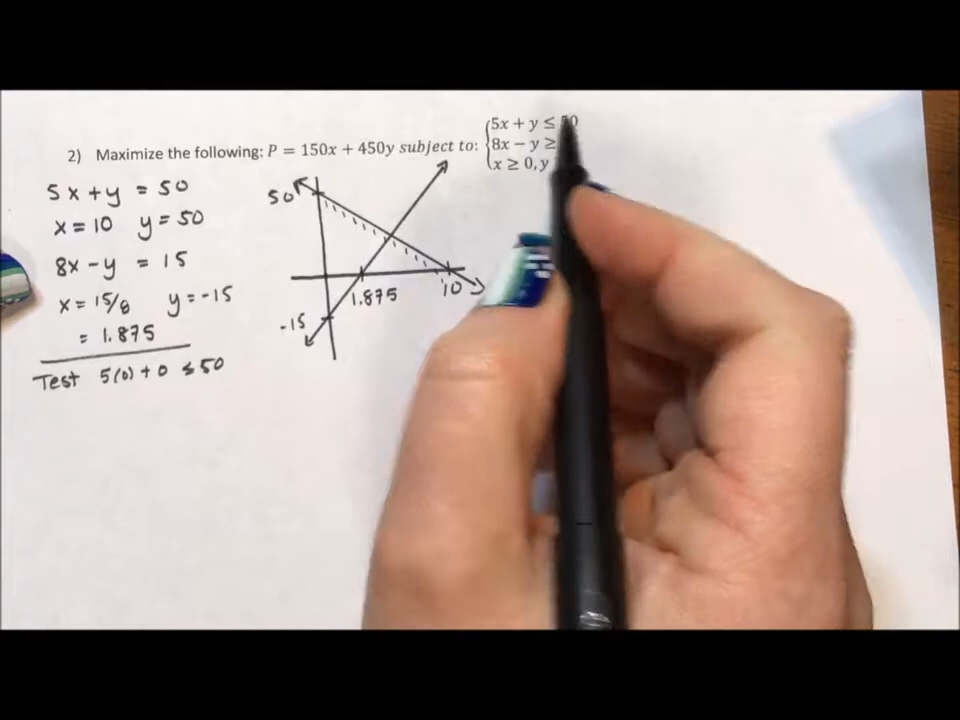 2) Maximize the following: P = 150x + 450y subject to:
5x + y ≤ 50
8x − y ≥
x ≥ 0, y
5x + y = 50
x = 10 y = 50
8x - y = 15
x = 15/8 y = -15
= 1.875
Test 5(0) + 0 ≤ 50
50
1.875
10
-15